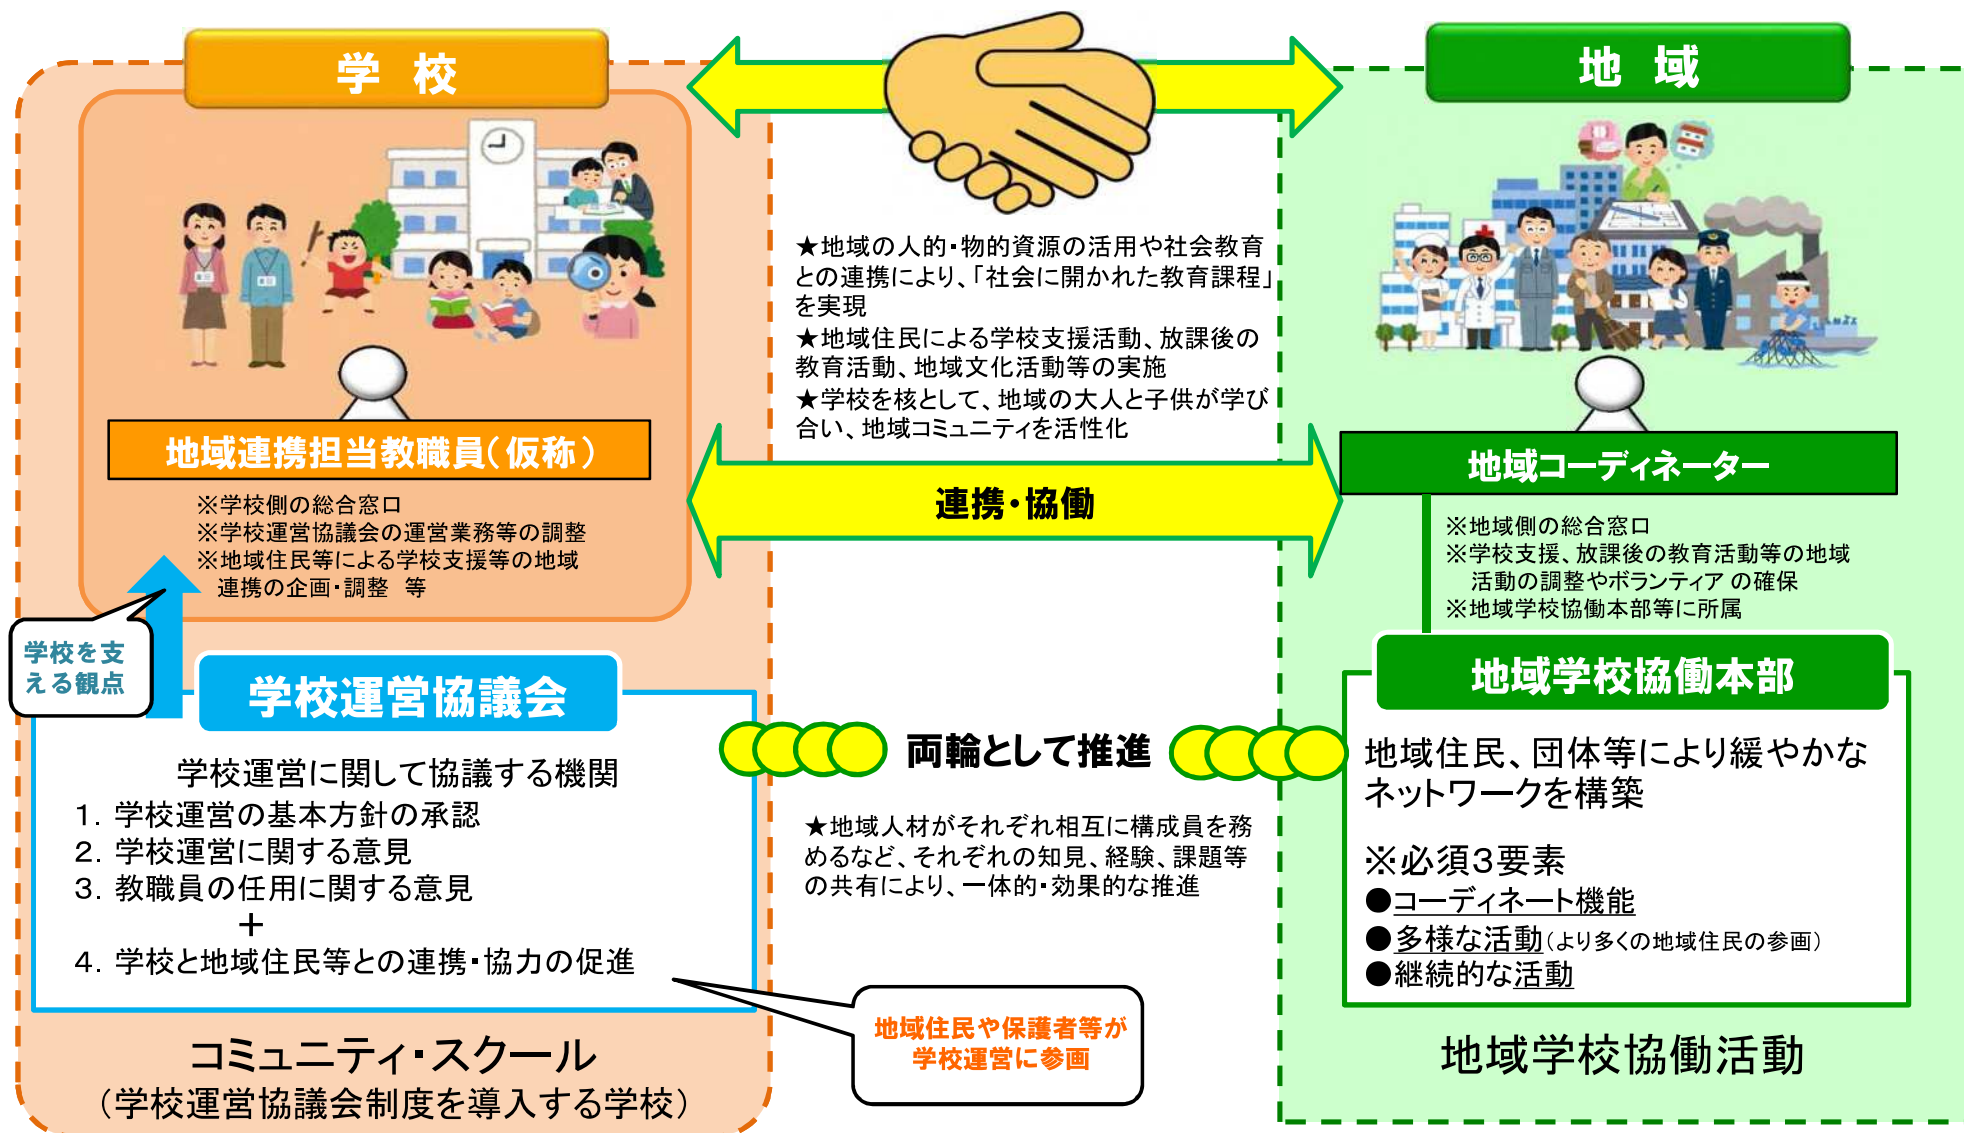 学 校
地 域
★地域の人的・物的資源の活用や社会教育
との連携により、「社会に開かれた教育課程」
を実現
★地域住民による学校支援活動、放課後の
教育活動、地域文化活動等の実施
★学校を核として、地域の大人と子供が学び
合い、地域コミュニティを活性化
地域連携担当教職員(仮称)
※学校側の総合窓口
※学校運営協議会の運営業務等の調整
※地域住民等による学校支援等の地域
連携の企画・調整 等
連携・協働
地域コーディネーター
※地域側の総合窓口
※学校支援、放課後の教育活動等の地域
活動の調整やボランティア の確保
※地域学校協働本部等に所属
学校を支
える観点
学校運営協議会
学校運営に関して協議する機関
1. 学校運営の基本方針の承認
2. 学校運営に関する意見
3. 教職員の任用に関する意見
+
4. 学校と地域住民等との連携・協力の促進
両輪として推進
★地域人材がそれぞれ相互に構成員を務
めるなど、それぞれの知見、経験、課題等
の共有により、一体的・効果的な推進
地域学校協働本部
地域住民、団体等により緩やかな
ネットワークを構築
※必須3要素
●コーディネート機能
●多様な活動(より多くの地域住民の参画)
●継続的な活動
地域住民や保護者等が
学校運営に参画
コミュニティ・スクール
(学校運営協議会制度を導入する学校)
地域学校協働活動